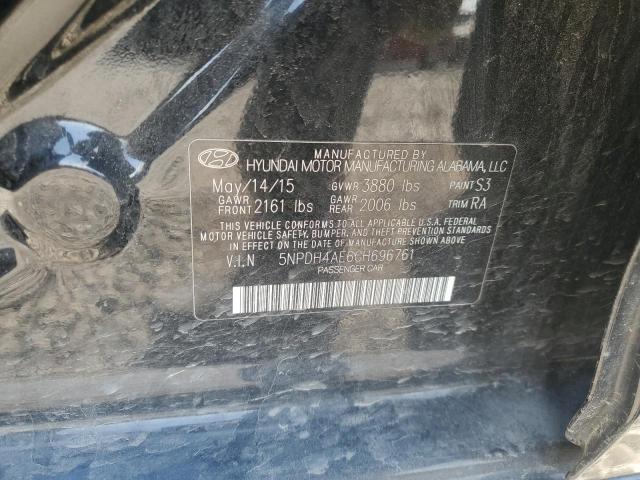 MANUFACTURED BY
HYUNDAI MOTOR MANUFACTURING ALABAMA, LLC
May/14/15 GVWR 3880 lbs PAINT S3
GAWR FRONT 2161 lbs GAWR REAR 2006 lbs TRIM RA
THIS VEHICLE CONFORMS TO ALL APPLICABLE U.S.A. FEDERAL
MOTOR VEHICLE SAFETY, BUMPER, AND THEFT PREVENTION
STANDARDS IN EFFECT ON THE DATE OF MANUFACTURE SHOWN ABOVE.
V.I.N 5NPDH4AE6CH696761
PASSENGER CAR